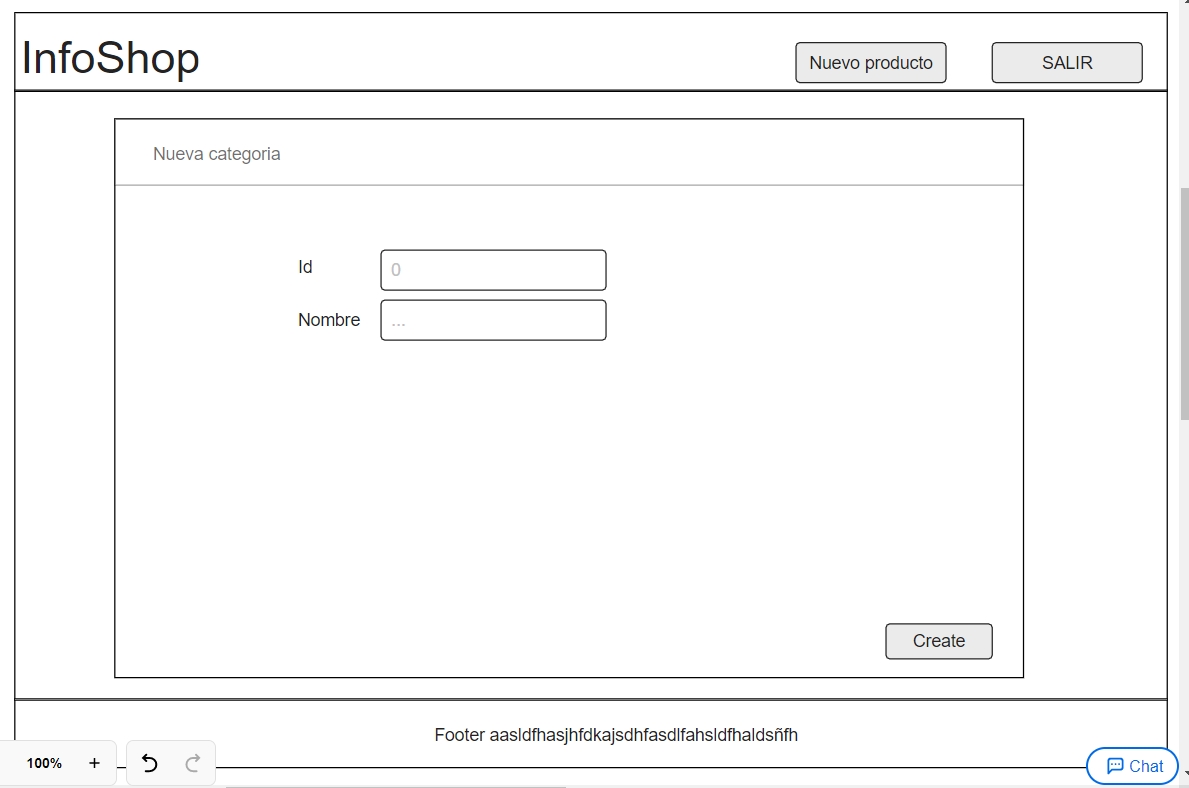 InfoShop
Nuevo producto
SALIR
Nueva categoria
Id
0
Nombre
...
Create
Footer aasldfhasjhfdkajsdhfasdlfahsldfhaldsñfh
100%
+
Chat